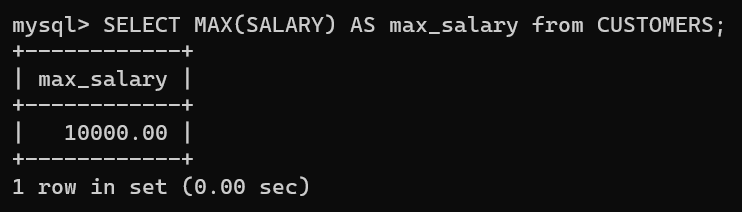 mysql> SELECT MAX(SALARY) AS max_salary from CUSTOMERS;
+------------+
| max_salary |
+------------+
|   10000.00 |
+------------+
1 row in set (0.00 sec)